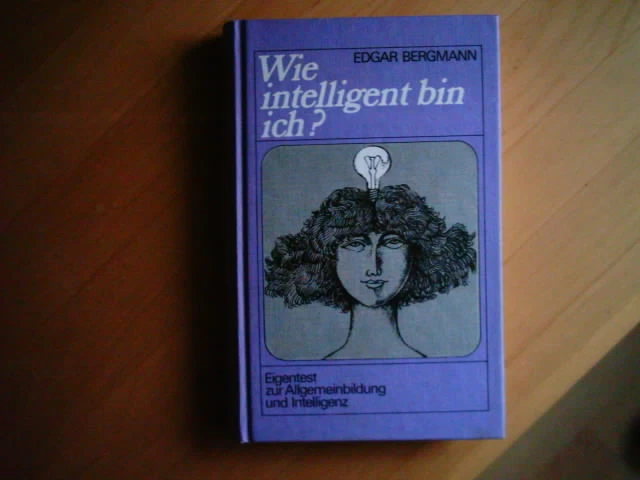 EDGAR BERGMANN
Wie
intelligent bin
ich?
Eigentest
zur Allgemeinbildung
und Intelligenz